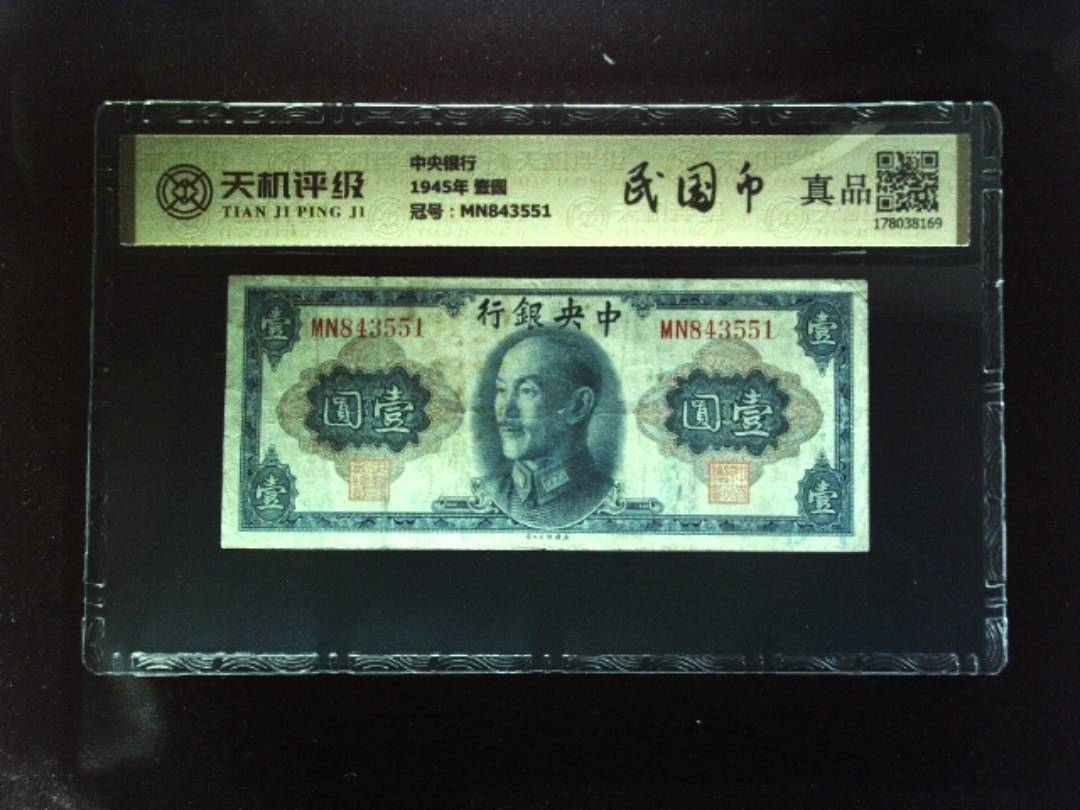 天机评级
TIAN JI PING JI
中央银行
1945年 壹圆
冠号：MN843551
民国币
真品
178038169
行銀央中
壹
MN843551
MN843551
壹
圓壹
圓壹
壹
壹